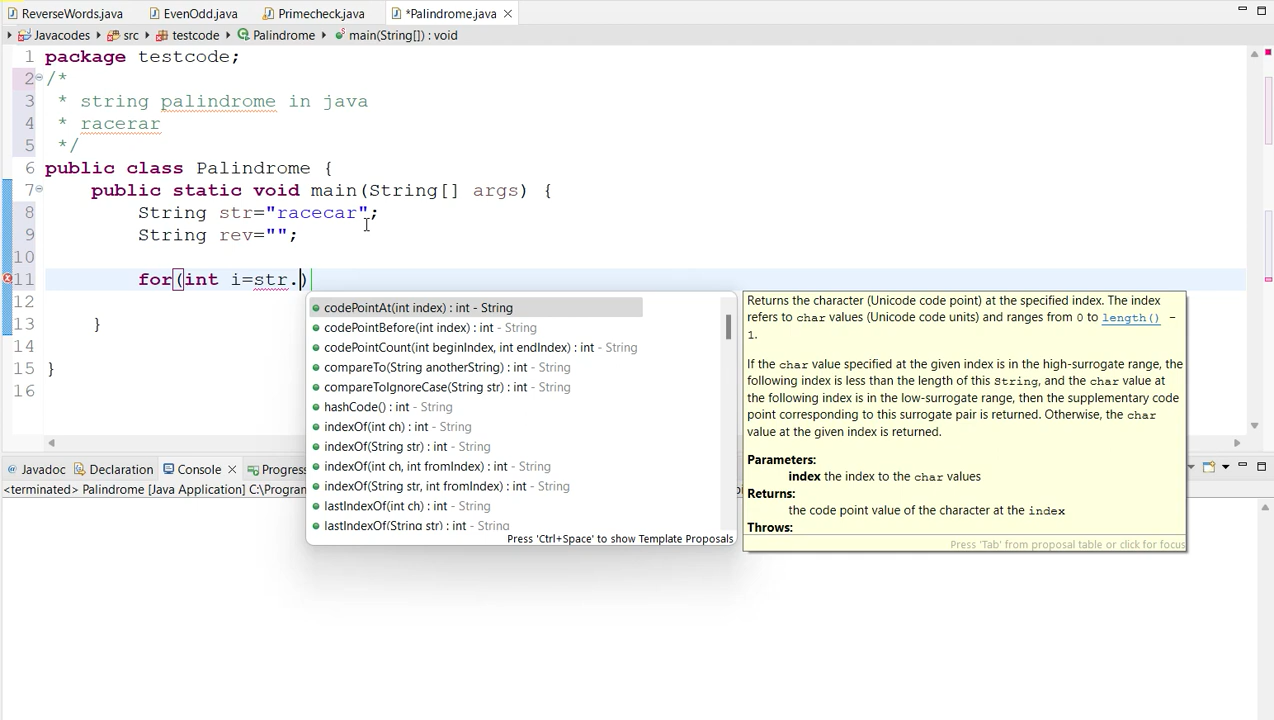 ReverseWords.java EvenOdd.java Primecheck.java *Palindrome.java
Javacodes src testcode Palindrome main(String[]) : void
1 package testcode;
2 /*
3 * string palindrome in java
4 * racerar
5 */
6 public class Palindrome {
7 public static void main(String[] args) {
8 String str="racecar";
9 String rev="";
10
11 for(int i=str.)
12
13 }
14
15 }
16
codePointAt(int index) : int - String
codePointBefore(int index) : int - String
codePointCount(int beginIndex, int endIndex) : int - String
compareTo(String anotherString) : int - String
compareToIgnoreCase(String str) : int - String
hashCode() : int - String
indexOf(int ch) : int - String
indexOf(String str) : int - String
indexOf(int ch, int fromIndex) : int - String
indexOf(String str, int fromIndex) : int - String
lastIndexOf(int ch) : int - String
lastIndexOf(String str) : int - String
Press 'Ctrl+Space' to show Template Proposals
Returns the character (Unicode code point) at the specified index. The index
refers to char values (Unicode code units) and ranges from 0 to length() -
1.
If the char value specified at the given index is in the high-surrogate range, the
following index is less than the length of this String, and the char value at
the following index is in the low-surrogate range, then the supplementary code
point corresponding to this surrogate pair is returned. Otherwise, the char
value at the given index is returned.
Parameters:
index the index to the char values
Returns:
the code point value of the character at the index
Throws:
Press 'Tab' from proposal table or click for focus
Javadoc Declaration Console Progress
<terminated> Palindrome [Java Application] C:\Program